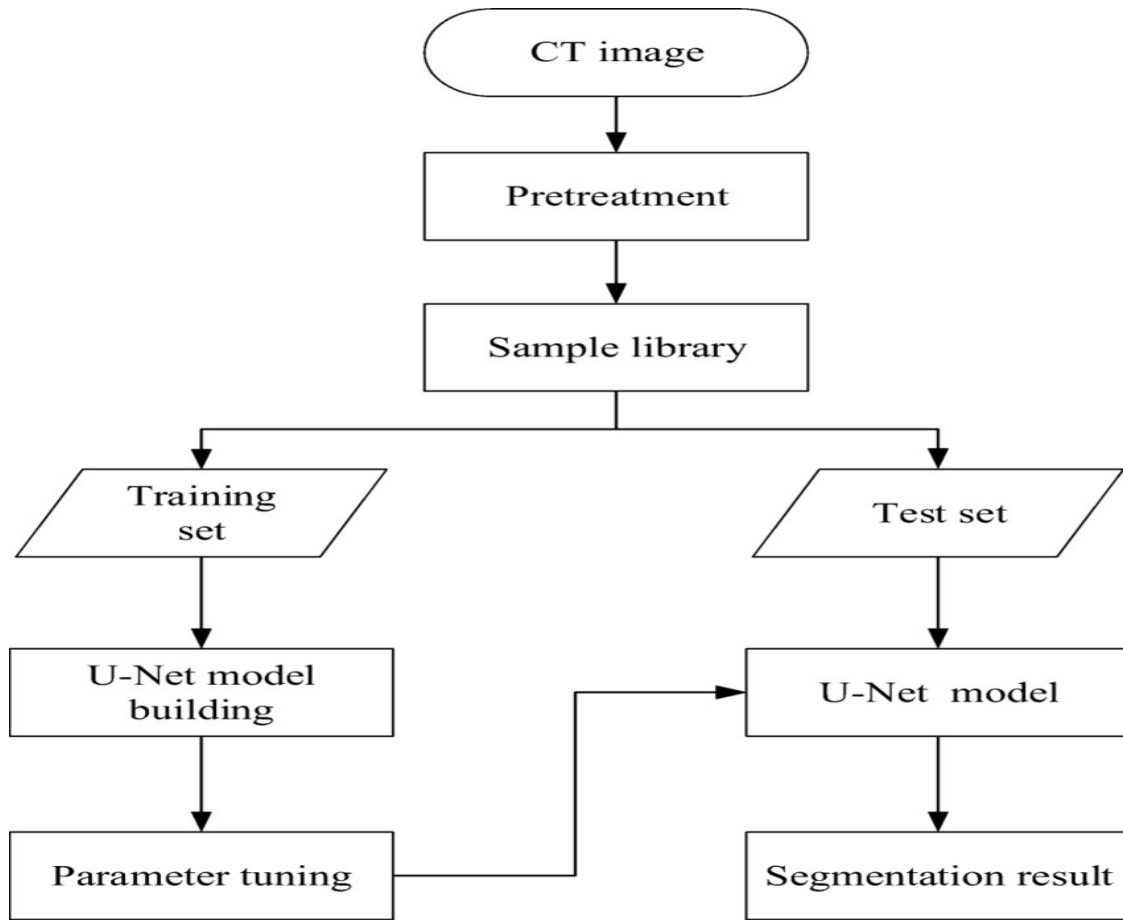 CT image
Pretreatment
Sample library
Training
set
Test set
U-Net model
building
U-Net model
Parameter tuning
Segmentation result